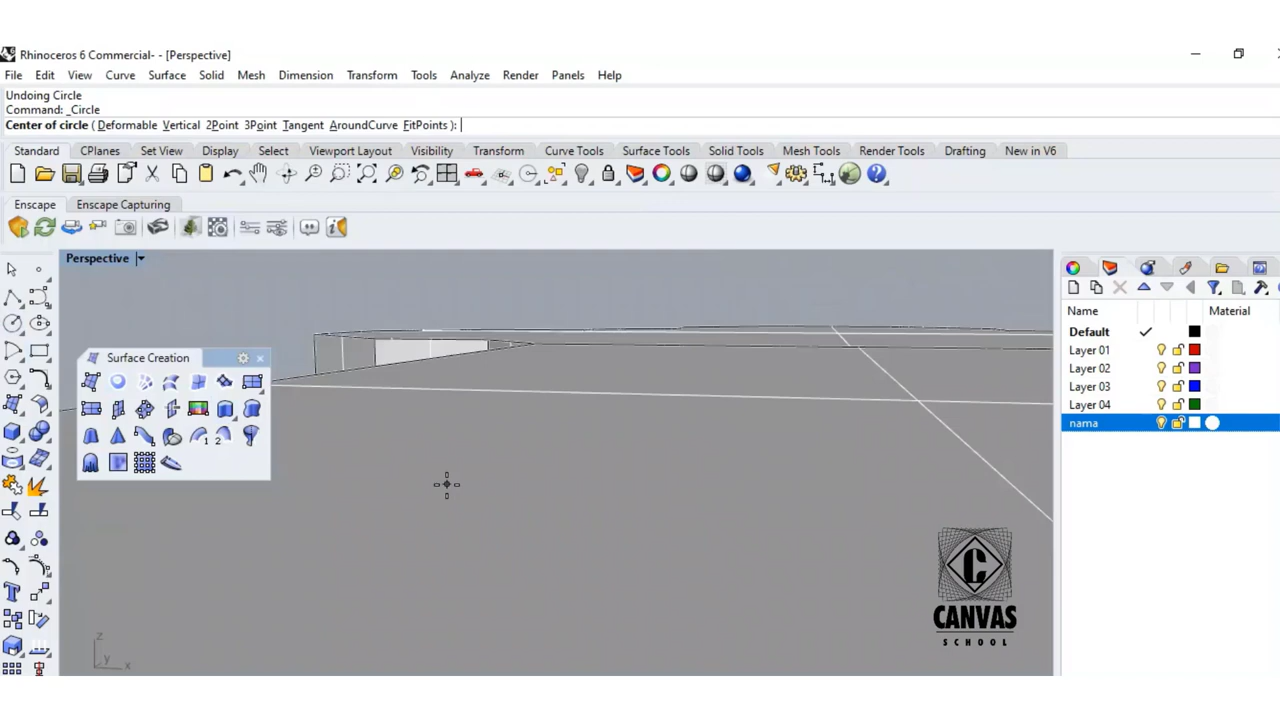 Rhinoceros 6 Commercial- - [Perspective]
File Edit View Curve Surface Solid Mesh Dimension Transform Tools Analyze Render Panels Help
Undoing Circle
Command: _Circle
Center of circle ( Deformable Vertical 2Point 3Point Tangent AroundCurve FitPoints ):
Standard CPlanes Set View Display Select Viewport Layout Visibility Transform Curve Tools Surface Tools Solid Tools Mesh Tools Render Tools Drafting New in V6
Enscape Enscape Capturing
Perspective
Name Material
Default
Layer 01
Layer 02
Layer 03
Layer 04
nama
Surface Creation
1 2
z
y x
C
CANVAS
SCHOOL